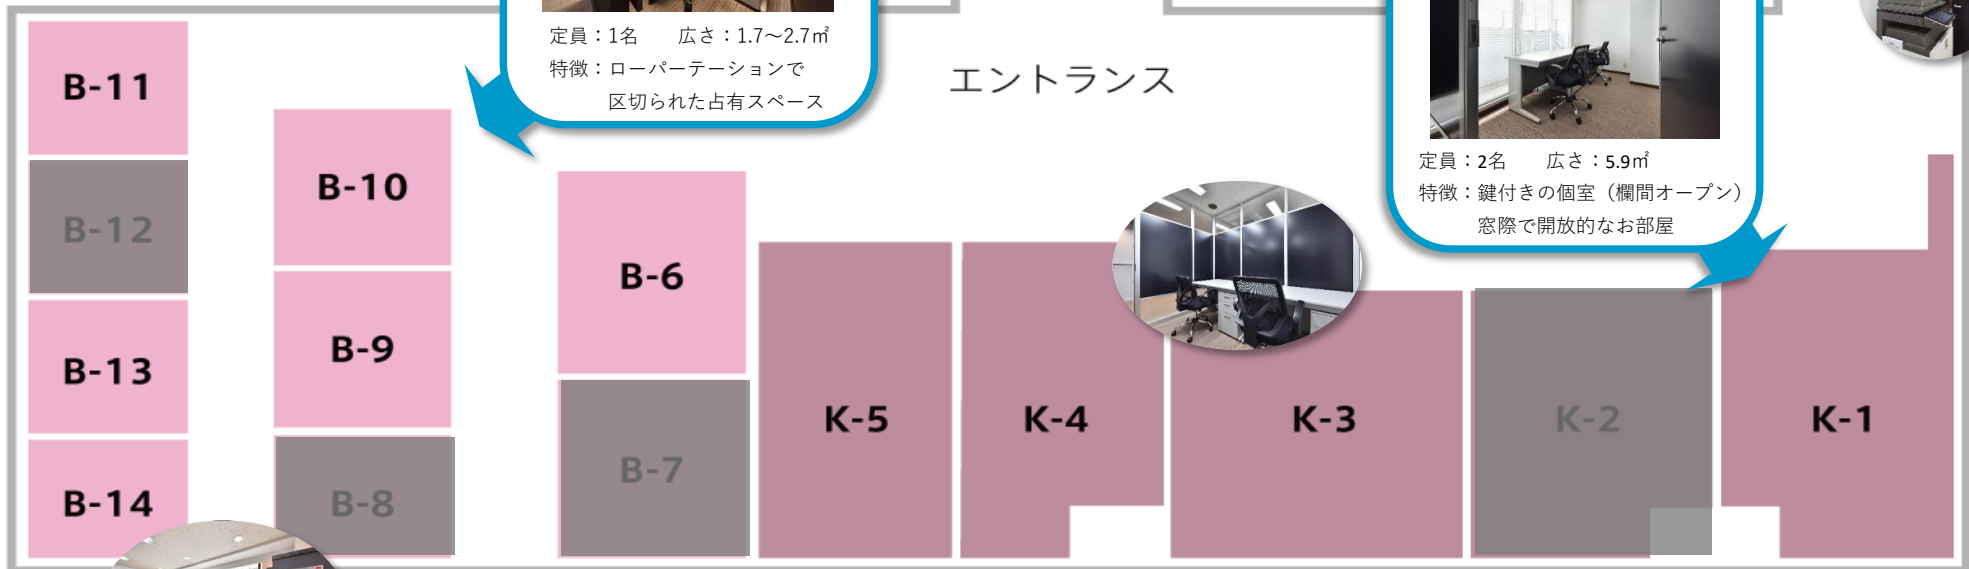 定員：1名　広さ：1.7～2.7㎡
特徴：ローパーテーションで
区切られた占有スペース
エントランス
定員：2名　広さ：5.9㎡
特徴：鍵付きの個室（欄間オープン）
窓際で開放的なお部屋
B-11
B-12
B-13
B-14
B-10
B-9
B-8
B-6
B-7
K-5
K-4
K-3
K-2
K-1